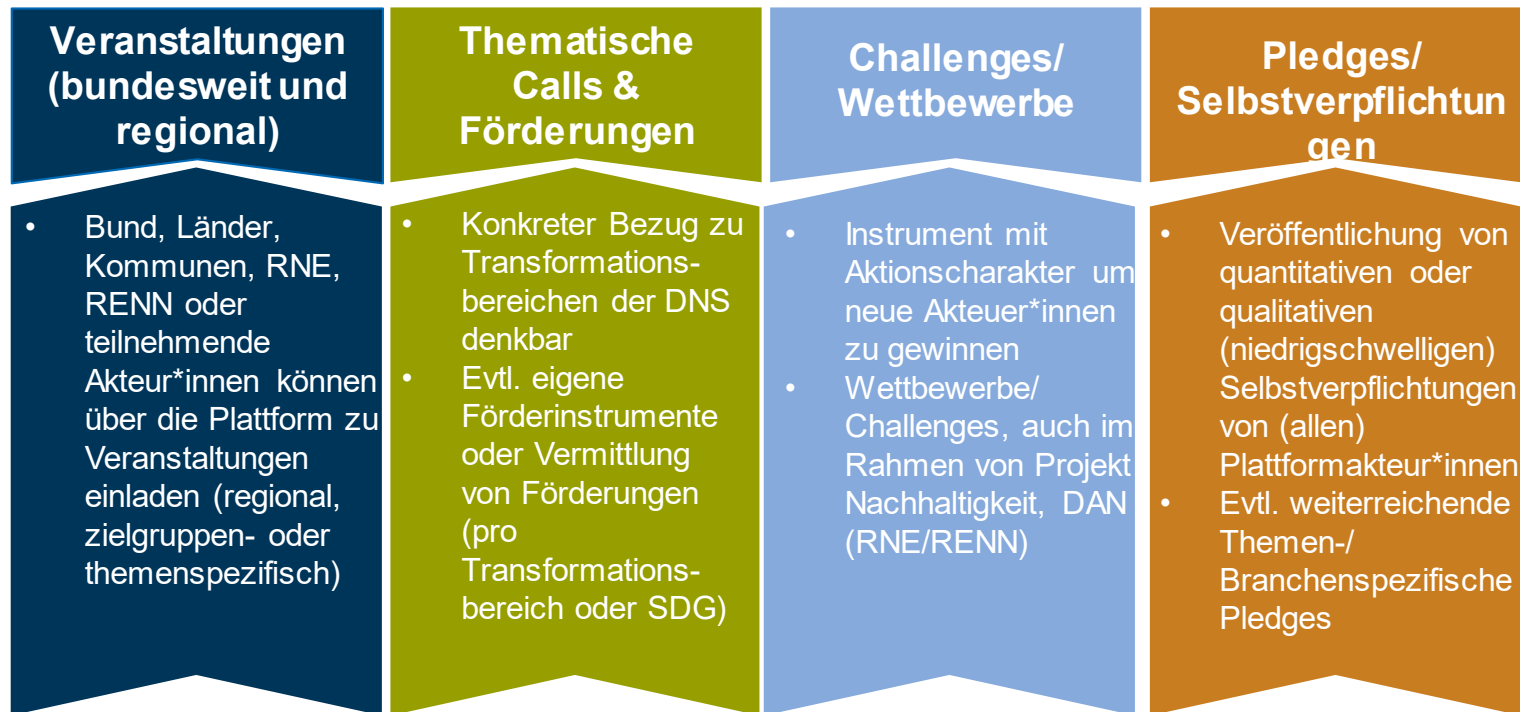 Veranstaltungen
(bundesweit und
regional)
• Bund, Länder,
Kommunen, RNE,
RENN oder
teilnehmende
Akteur*innen können
über die Plattform zu
Veranstaltungen
einladen (regional,
zielgruppen- oder
themenspezifisch)
Thematische
Calls &
Förderungen
• Konkreter Bezug zu
Transformations-
bereichen der DNS
denkbar
• Evtl. eigene
Förderinstrumente
oder Vermittlung
von Förderungen
(pro
Transformations-
bereich oder SDG)
Challenges/
Wettbewerbe
• Instrument mit
Aktionscharakter um
neue Akteuer*innen
zu gewinnen
• Wettbewerbe/
Challenges, auch im
Rahmen von Projekt
Nachhaltigkeit, DAN
(RNE/RENN)
Pledges/
Selbstverpflichtun
gen
• Veröffentlichung von
quantitativen oder
qualitativen
(niedrigschwelligen)
Selbstverpflichtungen
von (allen)
Plattformakteur*innen
• Evtl. weiterreichende
Themen-/
Branchenspezifische
Pledges